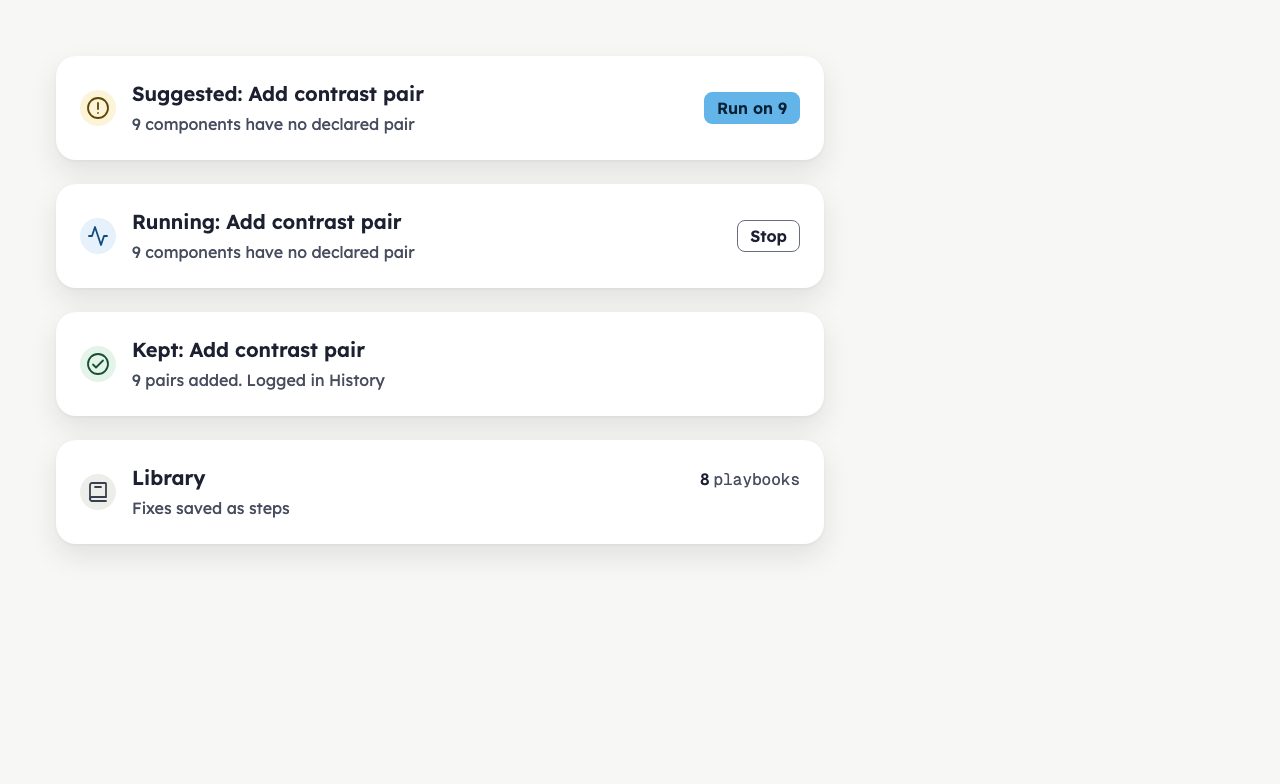 Suggested: Add contrast pair
9 components have no declared pair
Run on 9
Running: Add contrast pair
9 components have no declared pair
Stop
Kept: Add contrast pair
9 pairs added. Logged in History
Library
8 playbooks
Fixes saved as steps